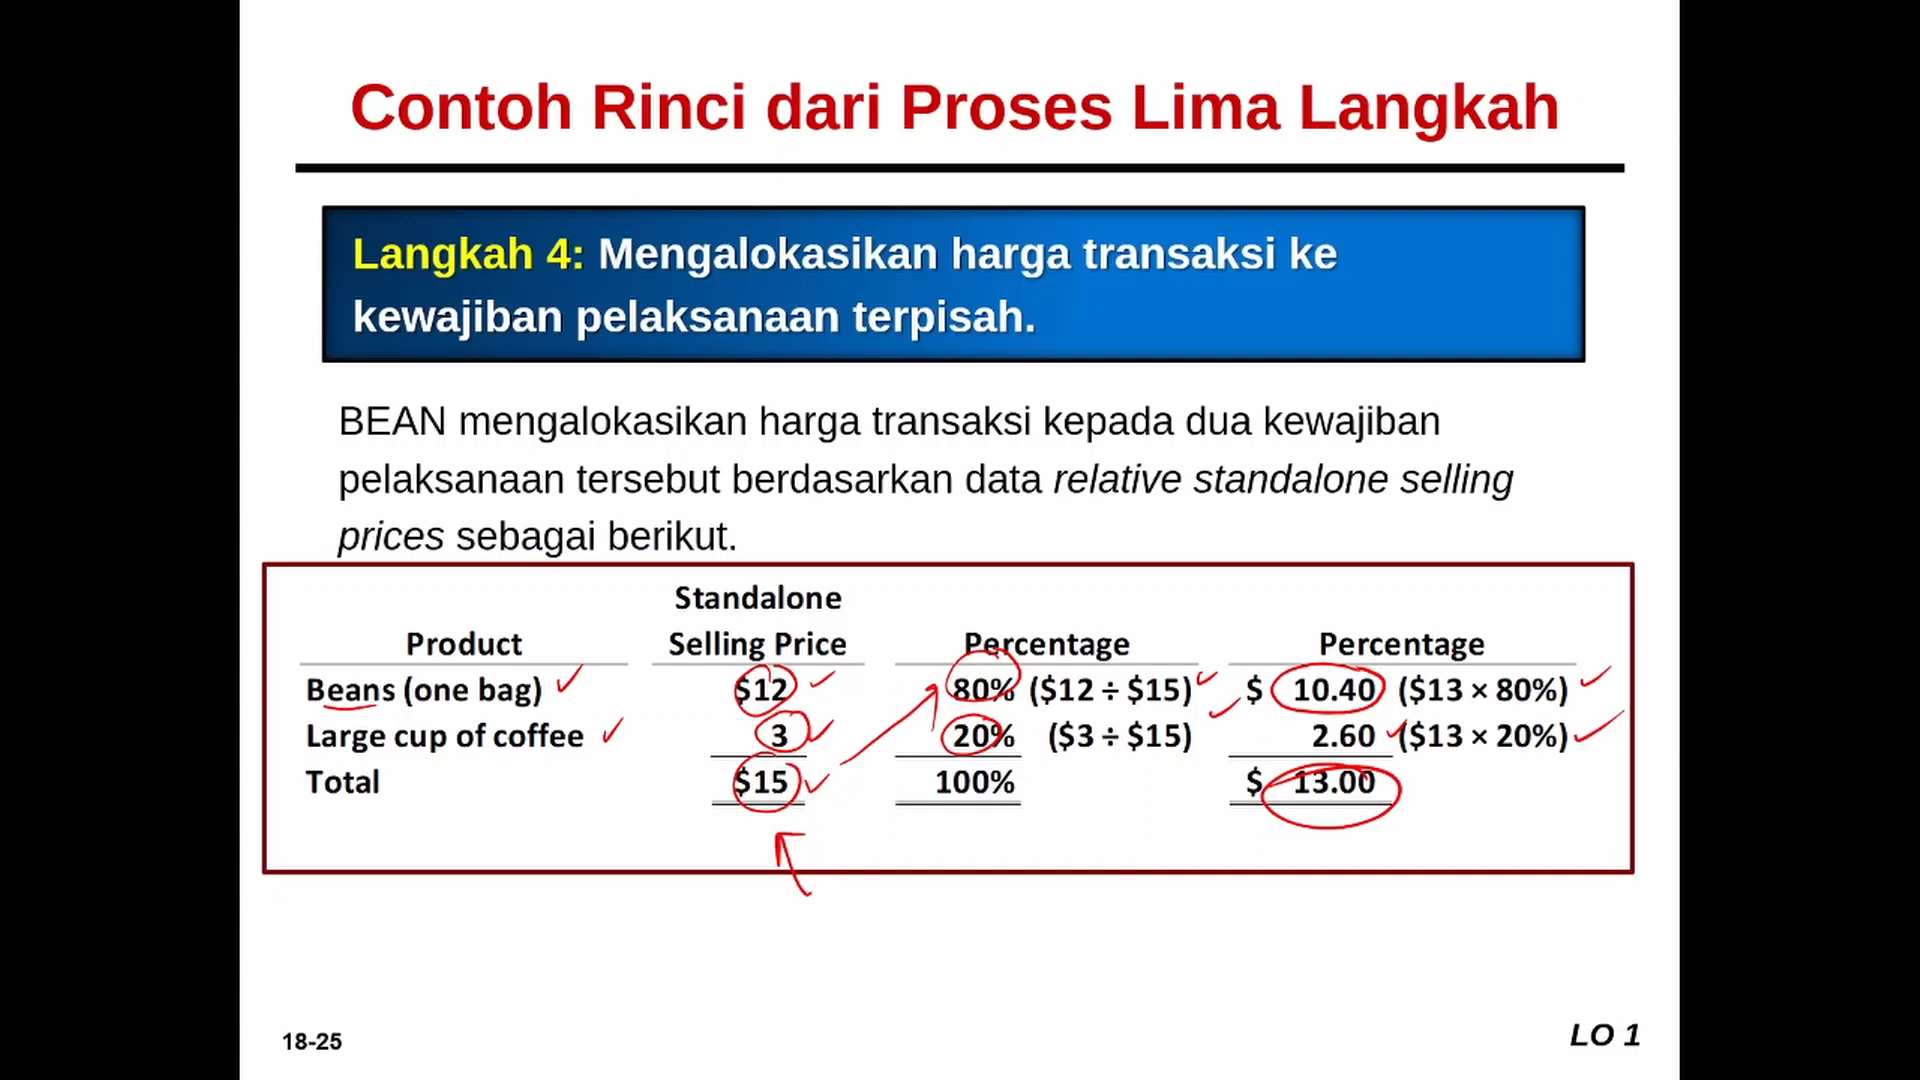 Contoh Rinci dari Proses Lima Langkah
Langkah 4: Mengalokasikan harga transaksi ke
kewajiban pelaksanaan terpisah.
BEAN mengalokasikan harga transaksi kepada dua kewajiban
pelaksanaan tersebut berdasarkan data relative standalone selling
prices sebagai berikut.
Standalone
Product Selling Price Percentage Percentage
Beans (one bag) $12 80% ($12 ÷ $15) $ 10.40 ($13 × 80%)
Large cup of coffee 3 20% ($3 ÷ $15) 2.60 ($13 × 20%)
Total $15 100% $ 13.00
18-25
LO 1